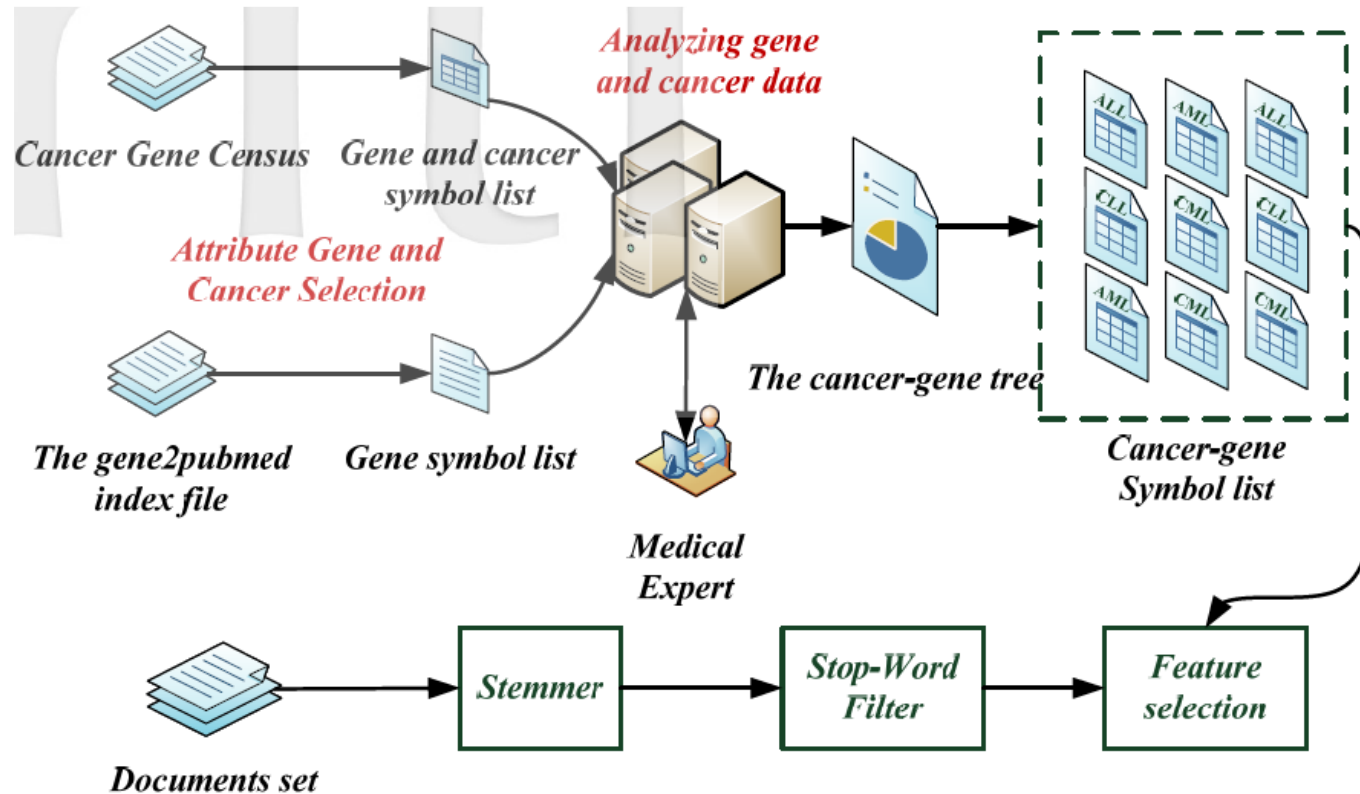 Analyzing gene
and cancer data
Cancer Gene Census
Gene and cancer
symbol list
Attribute Gene and
Cancer Selection
The gene2pubmed
index file
Gene symbol list
Medical
Expert
The cancer-gene tree
ALL
AML
ALL
CLL
CML
CLL
AML
CML
CML
Cancer-gene
Symbol list
Documents set
Stemmer
Stop-Word
Filter
Feature
selection